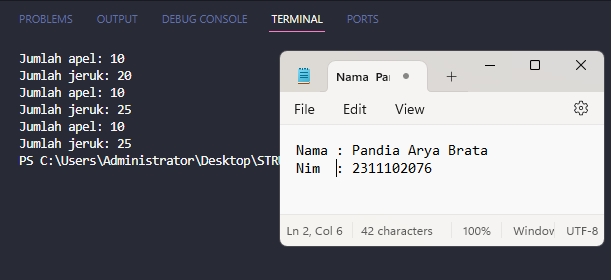 PROBLEMS OUTPUT DEBUG CONSOLE TERMINAL PORTS
Jumlah apel: 10
Jumlah jeruk: 20
Jumlah apel: 10
Jumlah jeruk: 25
Jumlah apel: 10
Jumlah jeruk: 25
PS C:\Users\Administrator\Desktop\STRU
Nama Pan
File Edit View
Nama : Pandia Arya Brata
Nim : 2311102076
Ln 2, Col 6 42 characters 100% Window UTF-8